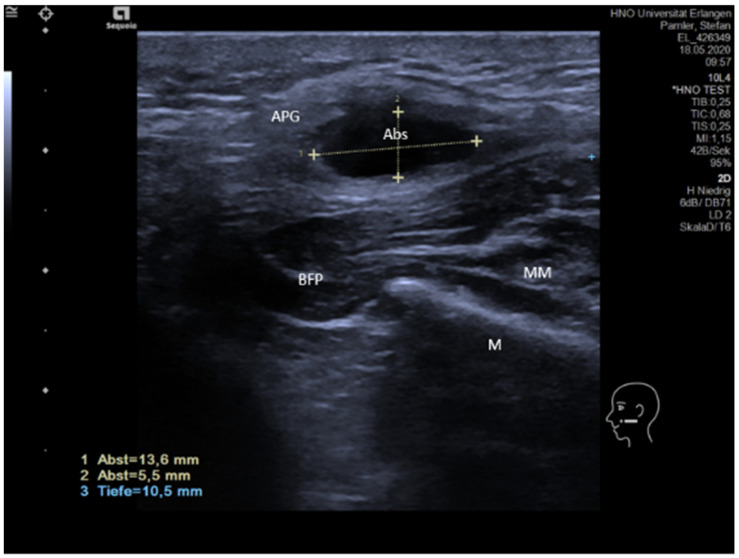 Sequoia
HNO Universität Erlangen
Pamler, Stefan
EL_426349
18.05.2020
09:57
10L4
*HNO TEST
TIB:0,25
TIC:0,68
TIS:0,25
MI:1,15
42B/Sek
95%
2D
H Niedrig
6dB/ DB71
LD 2
SkalaD/T6
APG
2
Abs
1
BFP
MM
M
1 Abst=13,6 mm
2 Abst=5,5 mm
3 Tiefe=10,5 mm